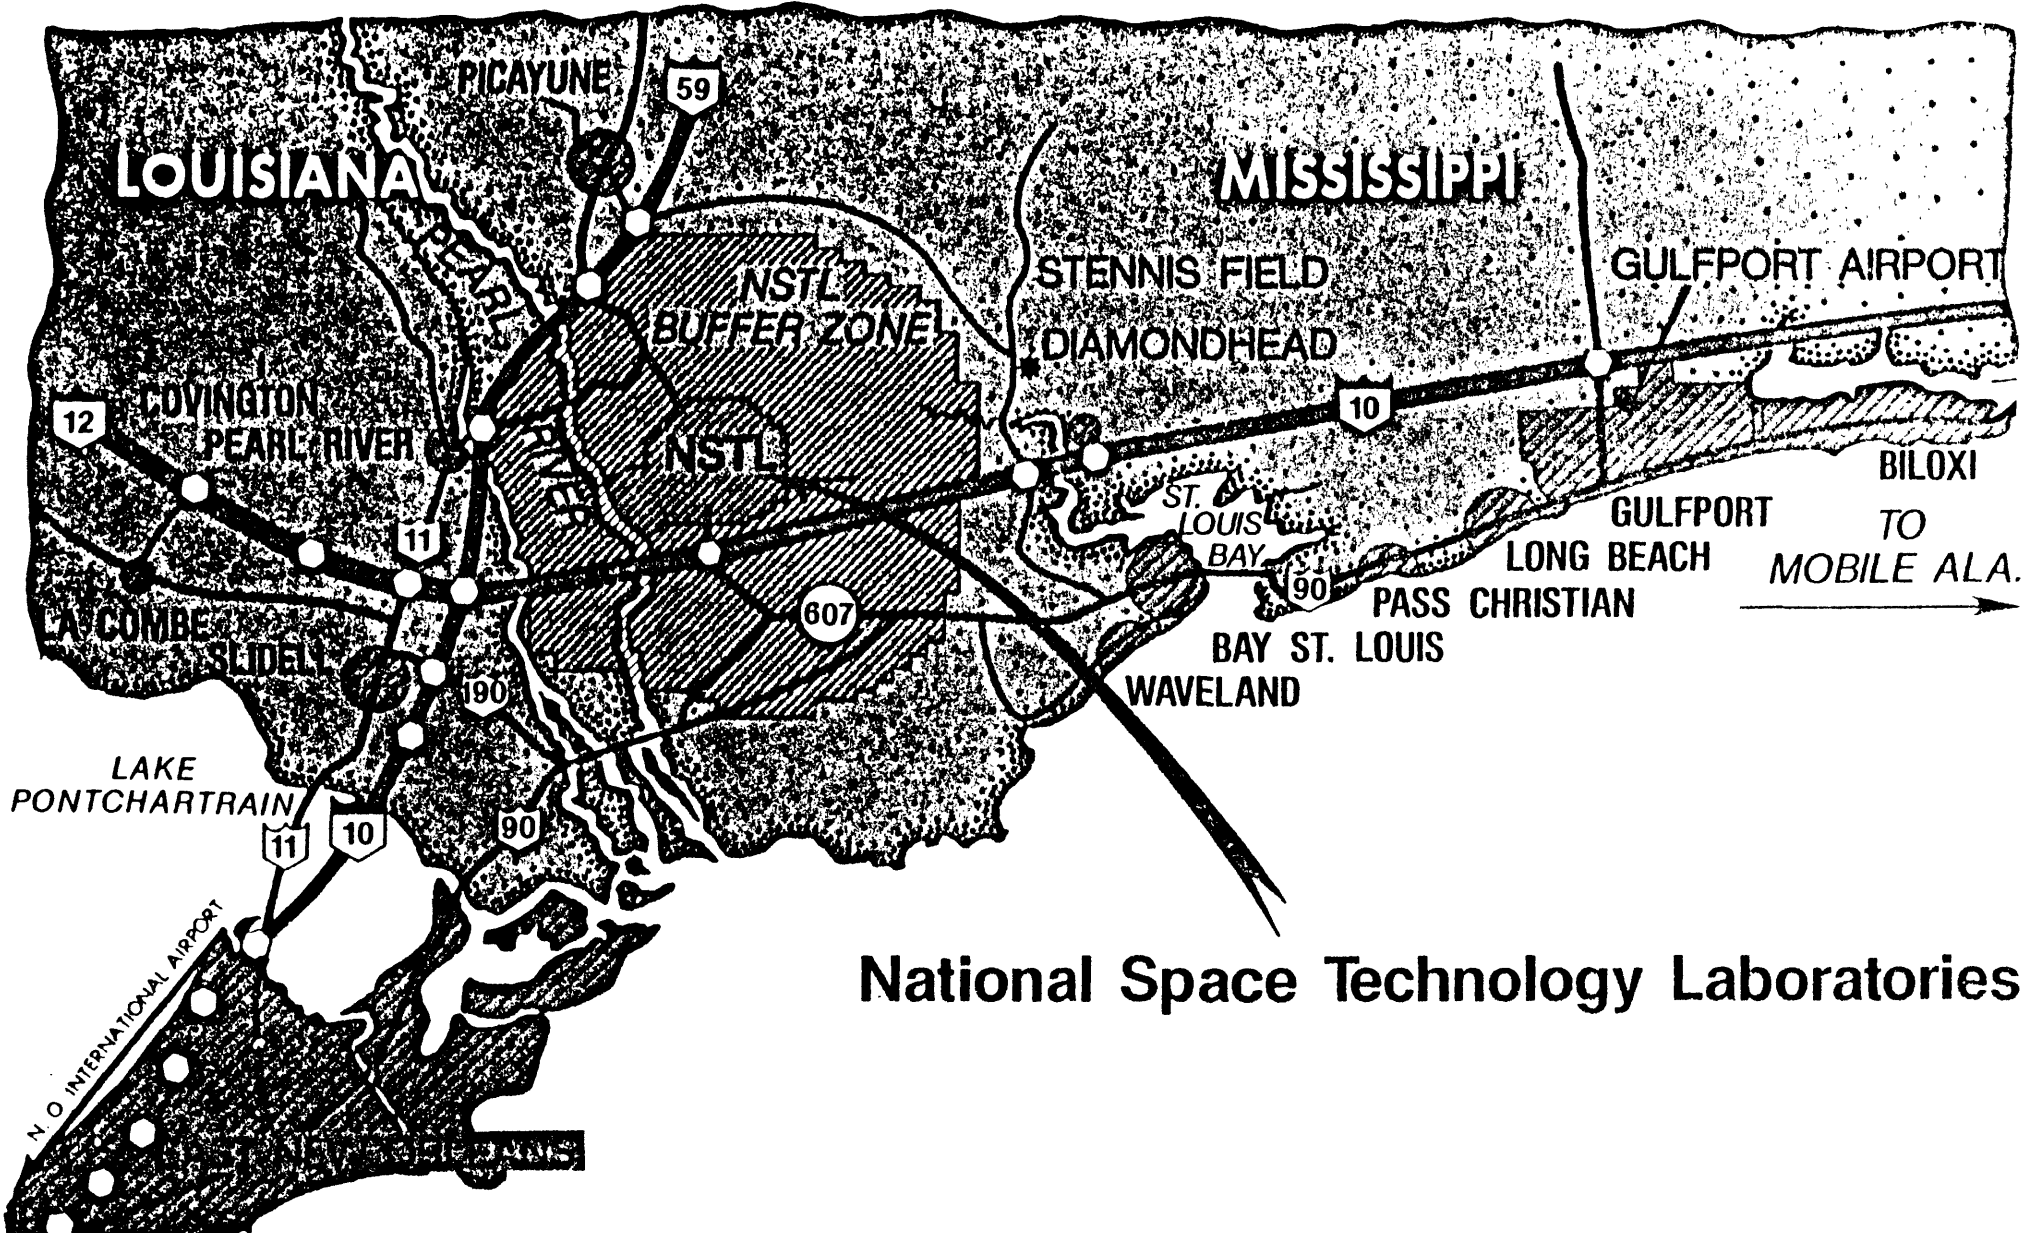 PICAYUNE
59
LOUISIANA
MISSISSIPPI
PEARL
RIVER
NSTL
BUFFER ZONE
STENNIS FIELD
GULFPORT AIRPORT
DIAMONDHEAD
12
COVINGTON
PEARL RIVER
NSTL
10
11
ST.
LOUIS
BAY
BILOXI
GULFPORT
TO
LONG BEACH
MOBILE ALA.
90
PASS CHRISTIAN
607
LA COMBE
SLIDELL
BAY ST. LOUIS
190
WAVELAND
LAKE
PONTCHARTRAIN
11
10
90
N. O INTERNATIONAL AIRPORT
National Space Technology Laboratories